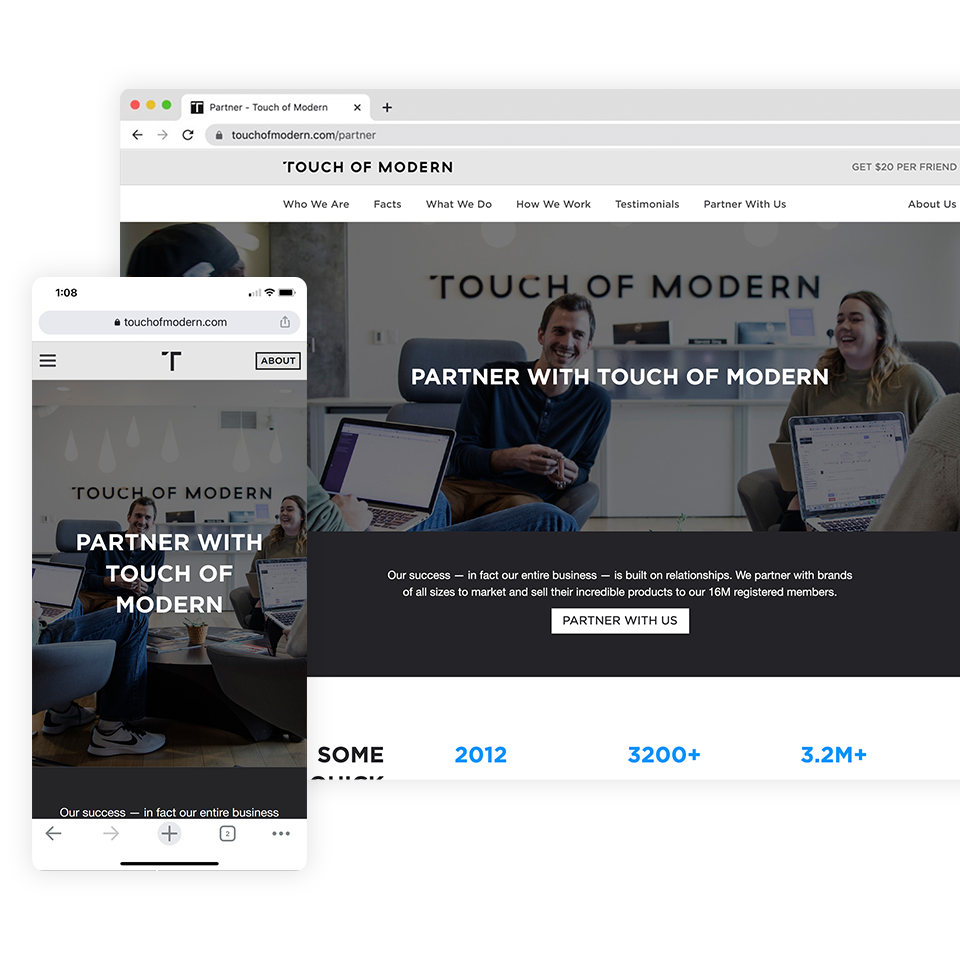 Partner - Touch of Modern
touchofmodern.com/partner
TOUCH OF MODERN
GET $20 PER FRIEND
Who We Are Facts What We Do How We Work Testimonials Partner With Us About Us
TOUCH OF MODERN
PARTNER WITH TOUCH OF MODERN
Our success — in fact our entire business — is built on relationships. We partner with brands
of all sizes to market and sell their incredible products to our 16M registered members.
PARTNER WITH US
SOME
QUICK
2012
3200+
3.2M+
1:08
touchofmodern.com
T
ABOUT
TOUCH OF MODERN
PARTNER WITH
TOUCH OF
MODERN
Our success — in fact our entire business
2